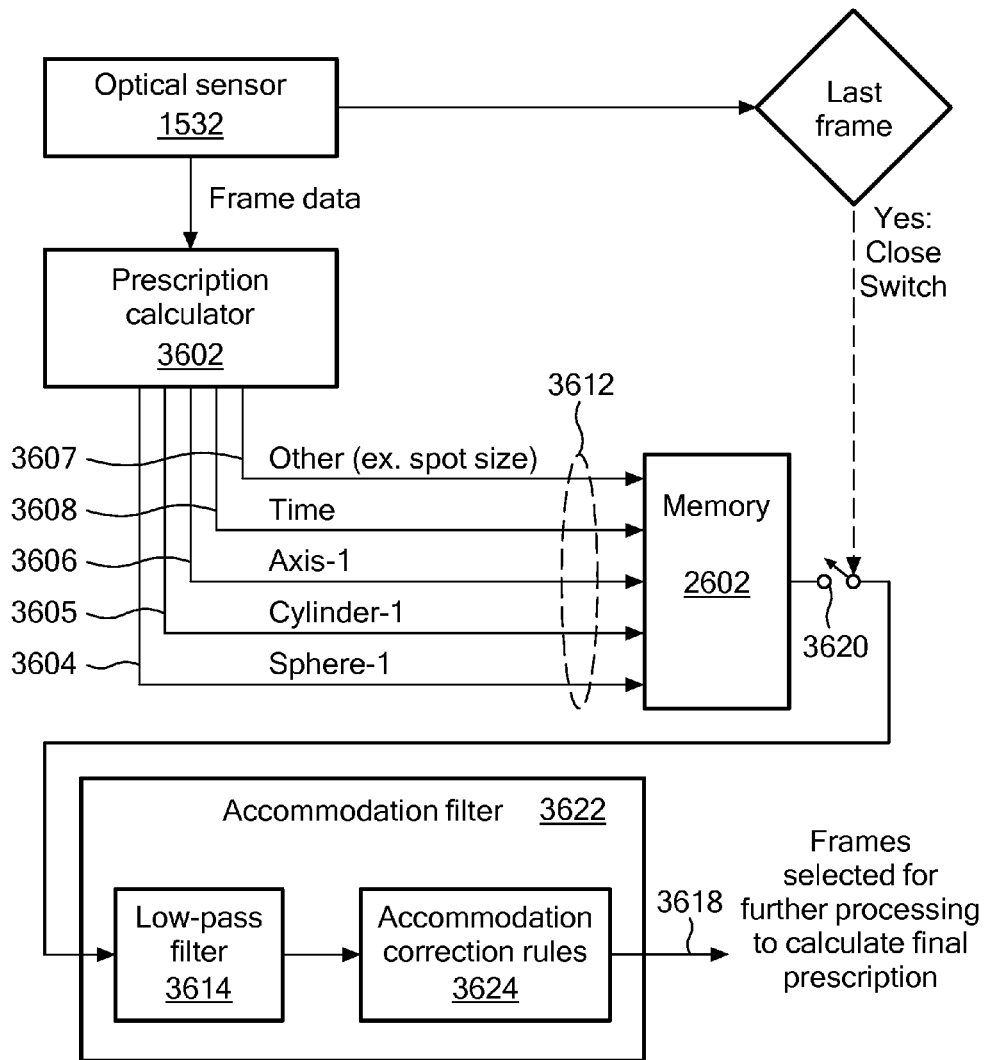 Optical sensor
1532
Last
frame
Frame data
Yes:
Close
Switch
Prescription
calculator
3602
3612
3607
Other (ex. spot size)
3608
Time
3606
Axis-1
3605
Cylinder-1
3604
Sphere-1
Memory
2602
3620
Accommodation filter 3622
Low-pass
filter
3614
Accommodation
correction rules
3624
3618
Frames
selected for
further processing
to calculate final
prescription